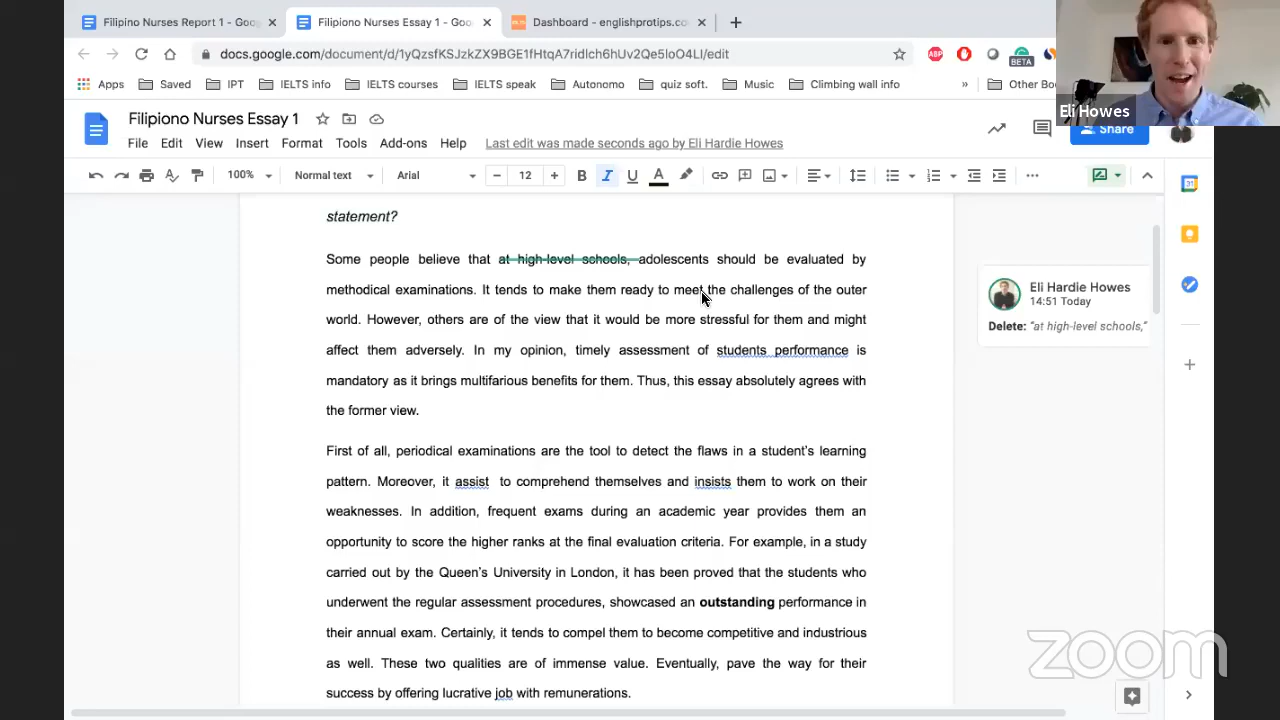 Filipino Nurses Report 1 - Goo
Filipiono Nurses Essay 1 - Goo
Dashboard - englishprotips.co
docs.google.com/document/d/1yQzsfKSJzkZX9BGE1fHtqA7ridlch6hUv2Qe5loO4LI/edit
ABP
BETA
Apps
Saved
IPT
IELTS info
IELTS courses
IELTS speak
Autonomo
quiz soft.
Music
Climbing wall info
»
Other Boo
Eli Howes
Filipiono Nurses Essay 1
Share
File Edit View Insert Format Tools Add-ons Help Last edit was made seconds ago by Eli Hardie Howes
100% Normal text Arial − 12 + B I U A
31
statement?
Some people believe that at high-level schools, adolescents should be evaluated by
methodical examinations. It tends to make them ready to meet the challenges of the outer
world. However, others are of the view that it would be more stressful for them and might
affect them adversely. In my opinion, timely assessment of students performance is
mandatory as it brings multifarious benefits for them. Thus, this essay absolutely agrees with
the former view.
First of all, periodical examinations are the tool to detect the flaws in a student's learning
pattern. Moreover, it assist to comprehend themselves and insists them to work on their
weaknesses. In addition, frequent exams during an academic year provides them an
opportunity to score the higher ranks at the final evaluation criteria. For example, in a study
carried out by the Queen's University in London, it has been proved that the students who
underwent the regular assessment procedures, showcased an outstanding performance in
their annual exam. Certainly, it tends to compel them to become competitive and industrious
as well. These two qualities are of immense value. Eventually, pave the way for their
success by offering lucrative job with remunerations.
Eli Hardie Howes
14:51 Today
Delete: "at high-level schools,"
zoom